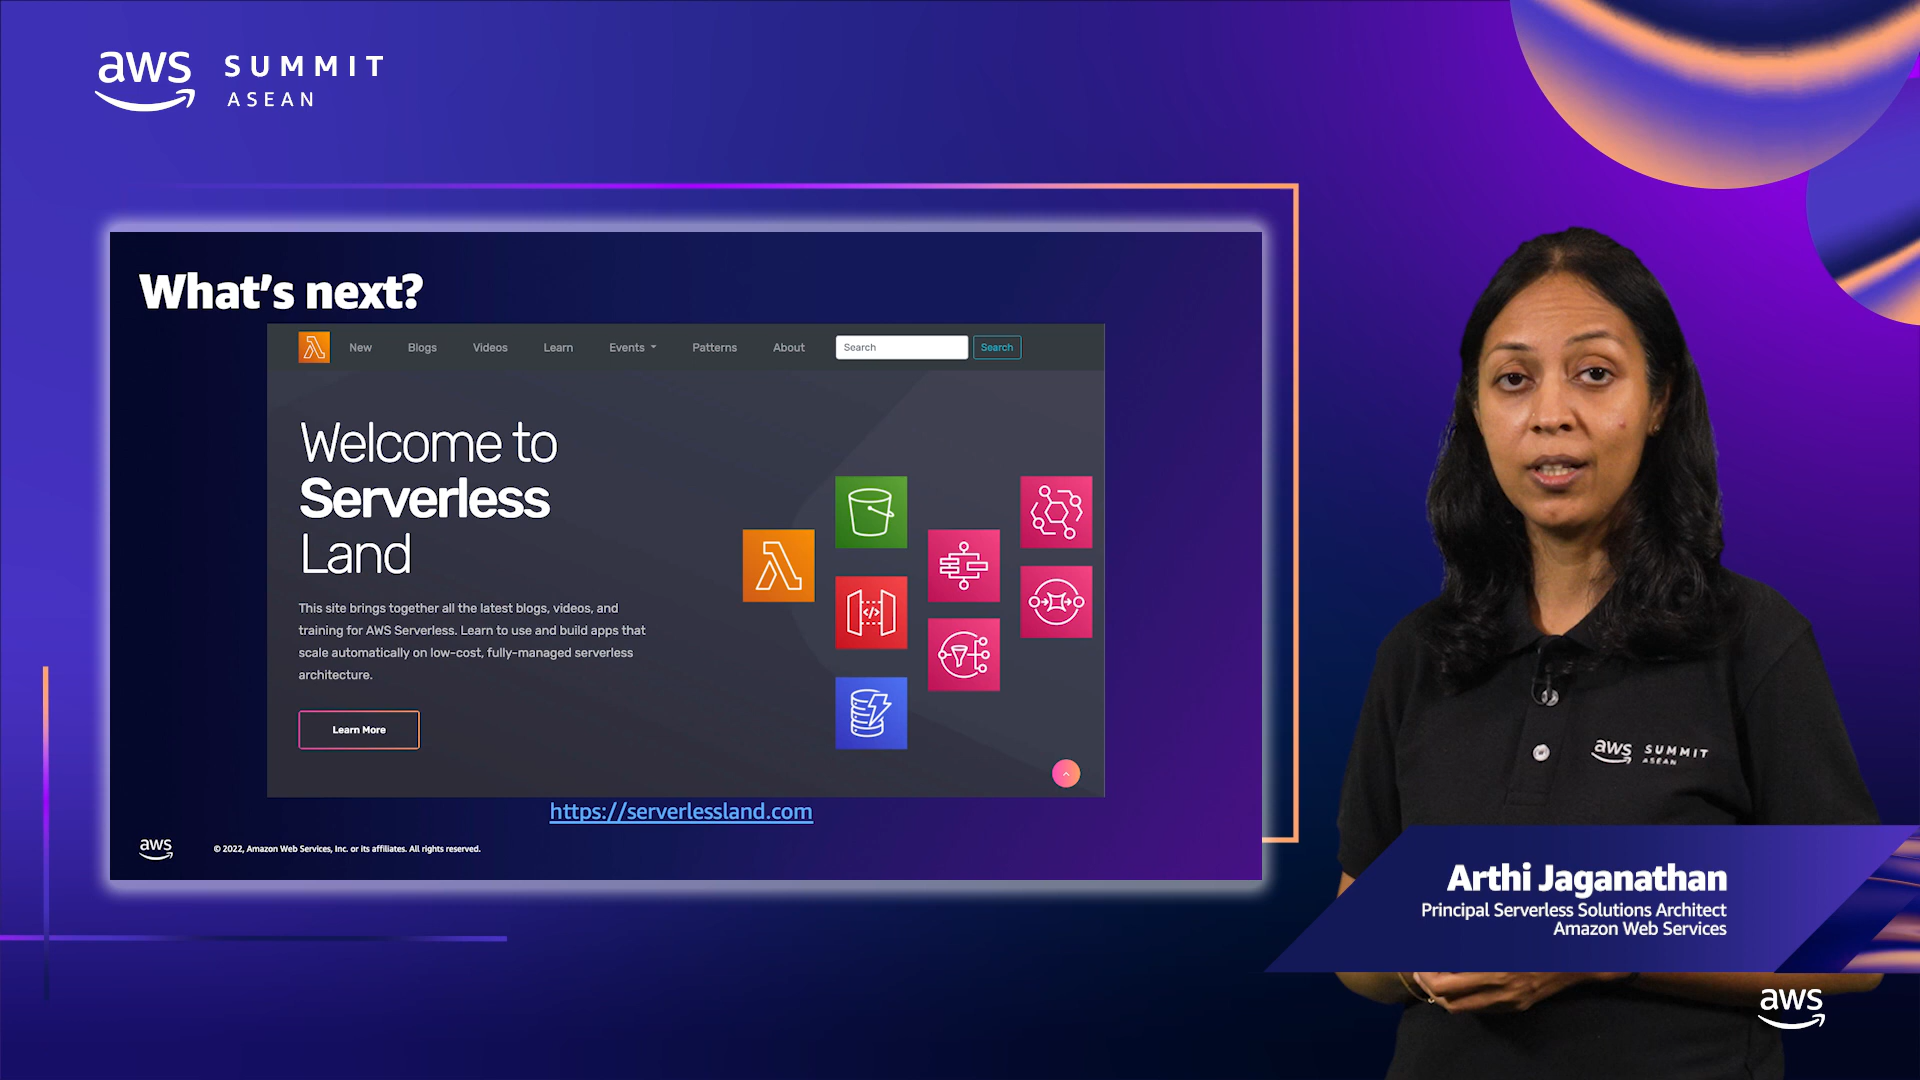 aws SUMMIT
ASEAN
What's next?
New Blogs Videos Learn Events Patterns About Search Search
Welcome to
Serverless
Land
This site brings together all the latest blogs, videos, and
training for AWS Serverless. Learn to use and build apps that
scale automatically on low-cost, fully-managed serverless
architecture.
Learn More
https://serverlessland.com
aws © 2022, Amazon Web Services, Inc. or its affiliates. All rights reserved.
aws SUMMIT
ASEAN
Arthi Jaganathan
Principal Serverless Solutions Architect
Amazon Web Services
aws